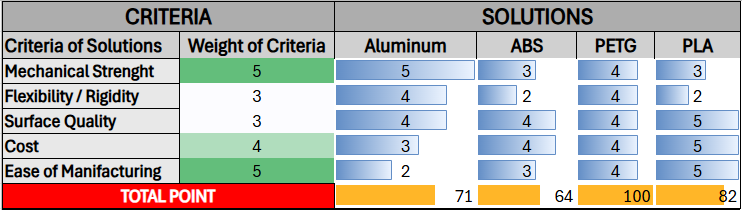 CRITERIA SOLUTIONS
Criteria of Solutions Weight of Criteria Aluminum ABS PETG PLA
Mechanical Strenght 5 5 3 4 3
Flexibility / Rigidity 3 4 2 4 2
Surface Quality 3 4 4 4 5
Cost 4 3 4 4 5
Ease of Manifacturing 5 2 3 4 5
TOTAL POINT 71 64 100 82